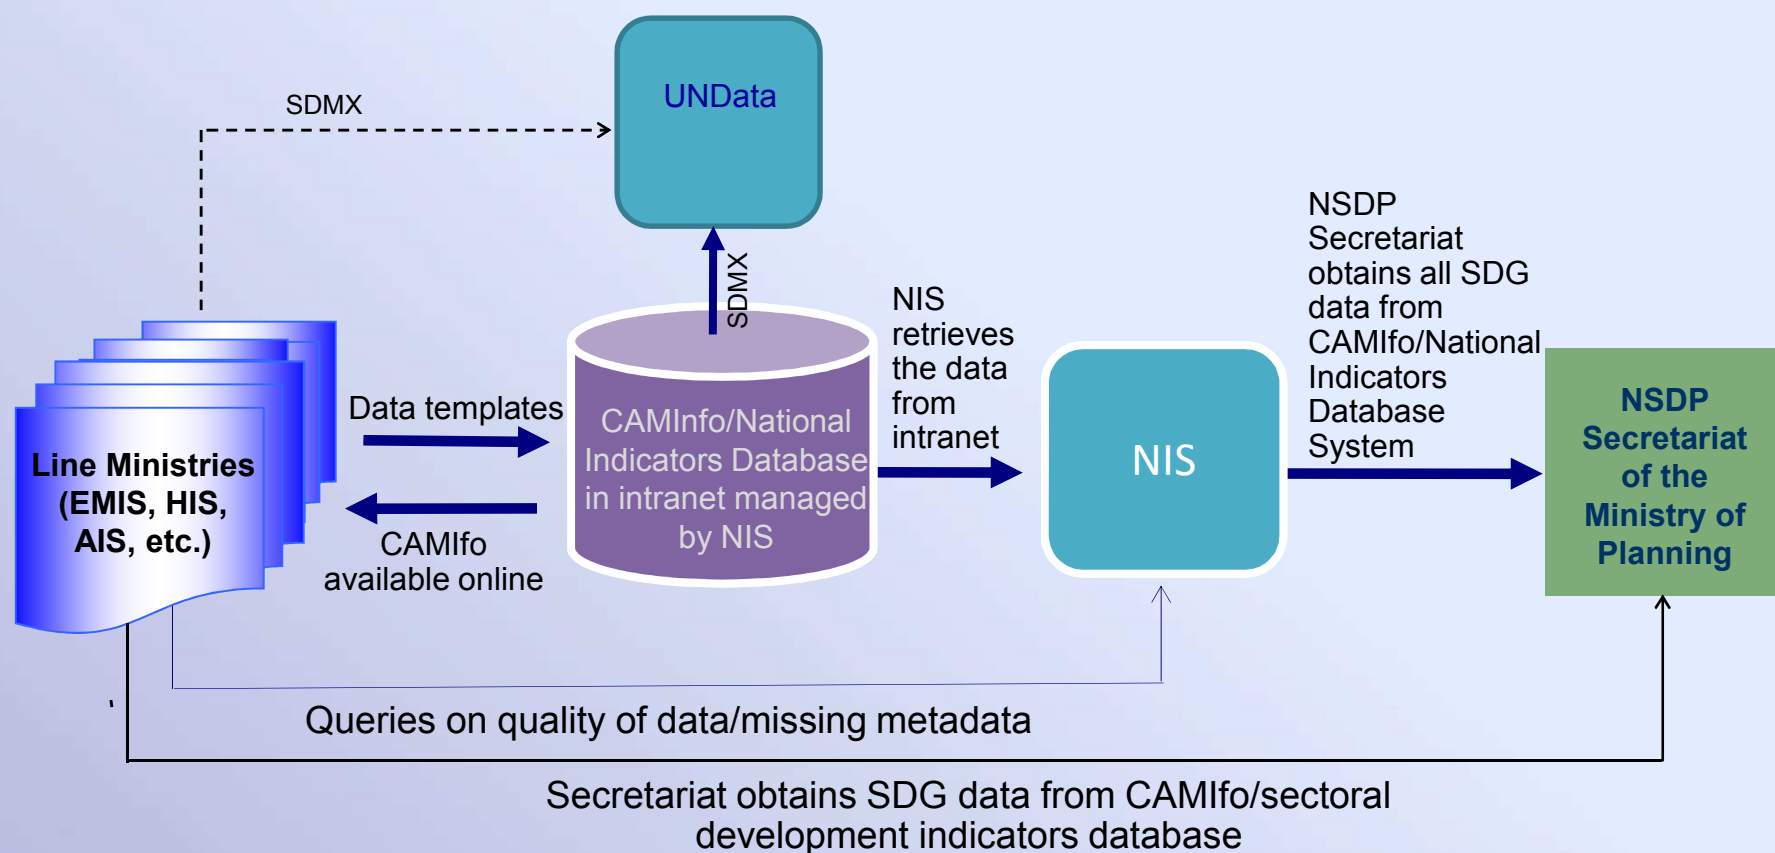 SDMX
UNData
SDMX
NSDP
Secretariat
obtains all SDG
data from
CAMIfo/National
Indicators
Database
System
NIS
retrieves
the data
from
intranet
Data templates
CAMInfo/National
Indicators Database
in intranet managed
by NIS
NIS
NSDP
Secretariat
of the
Ministry of
Planning
Line Ministries
(EMIS, HIS,
AIS, etc.)
CAMIfo
available online
Queries on quality of data/missing metadata
Secretariat obtains SDG data from CAMIfo/sectoral
development indicators database